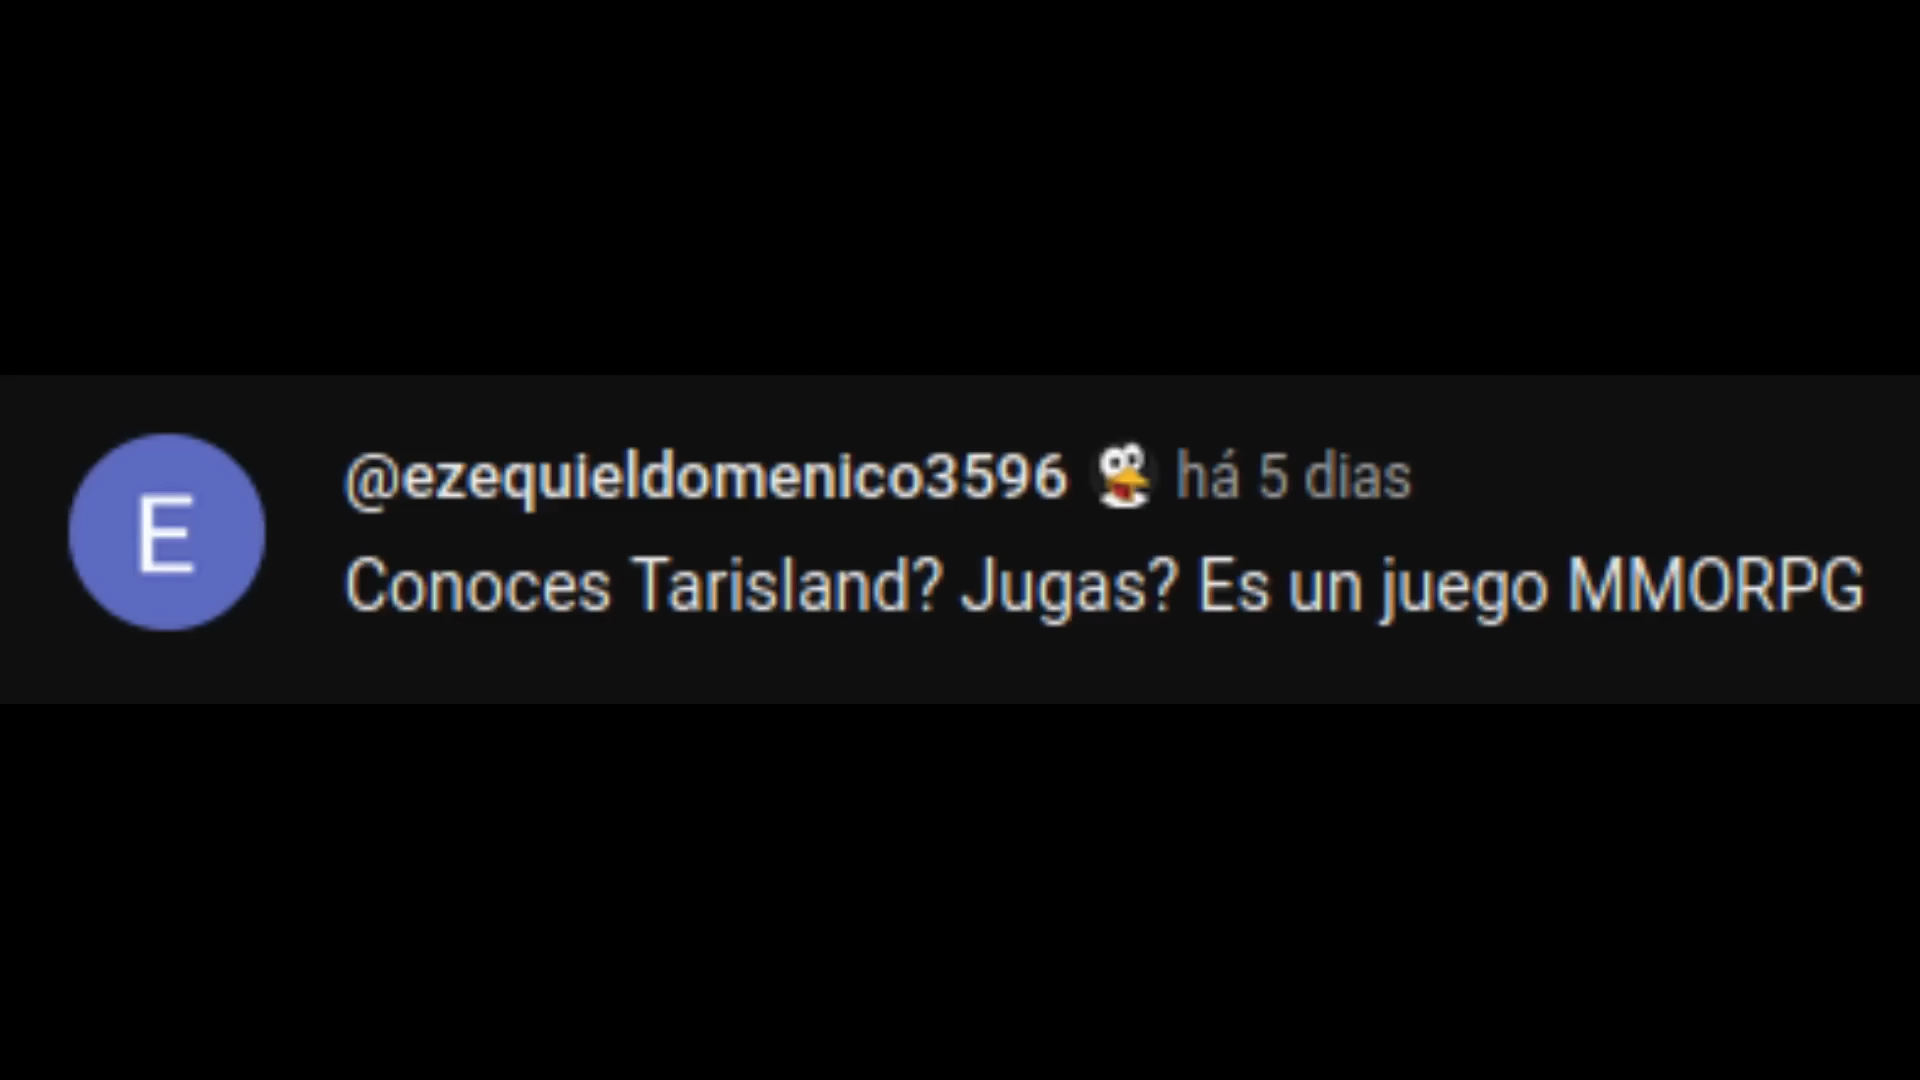 E
@ezequieldomenico3596 há 5 dias
Conoces Tarisland? Jugas? Es un juego MMORPG